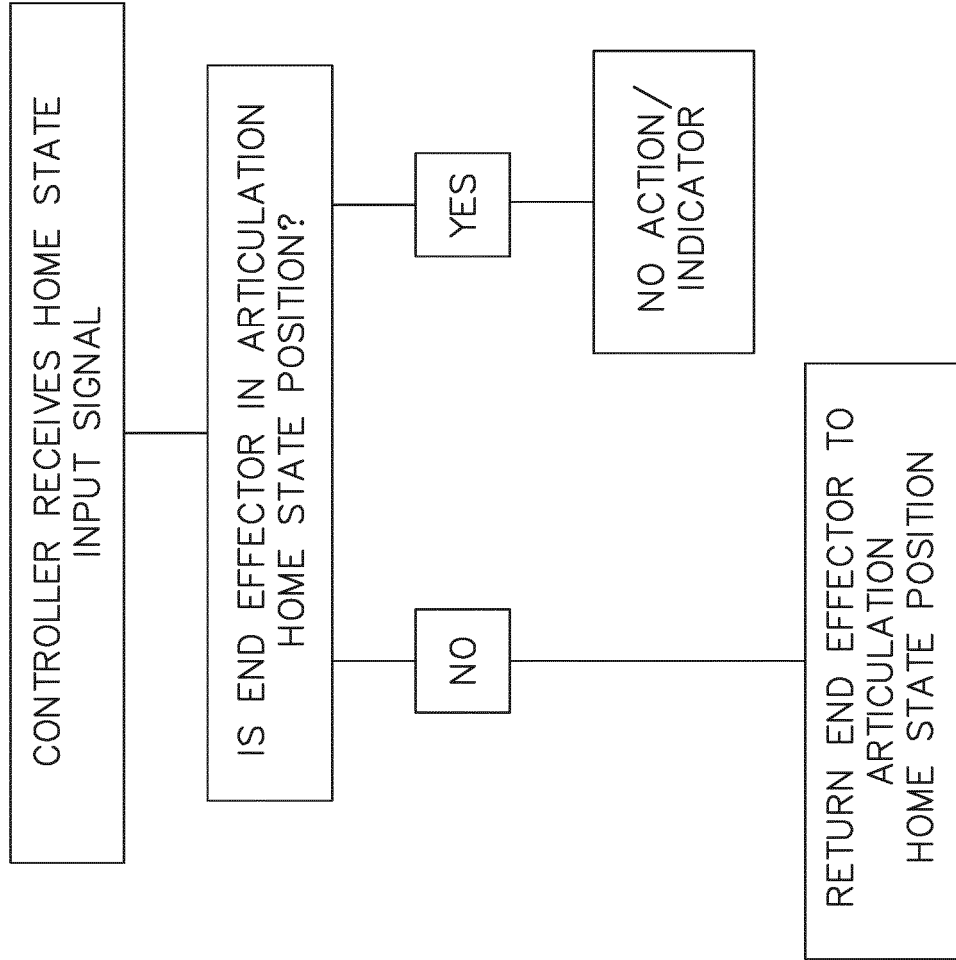 CONTROLLER RECEIVES HOME STATE
INPUT SIGNAL
IS END EFFECTOR IN ARTICULATION
HOME STATE POSITION?
NO
YES
NO ACTION/
INDICATOR
RETURN END EFFECTOR TO
ARTICULATION
HOME STATE POSITION